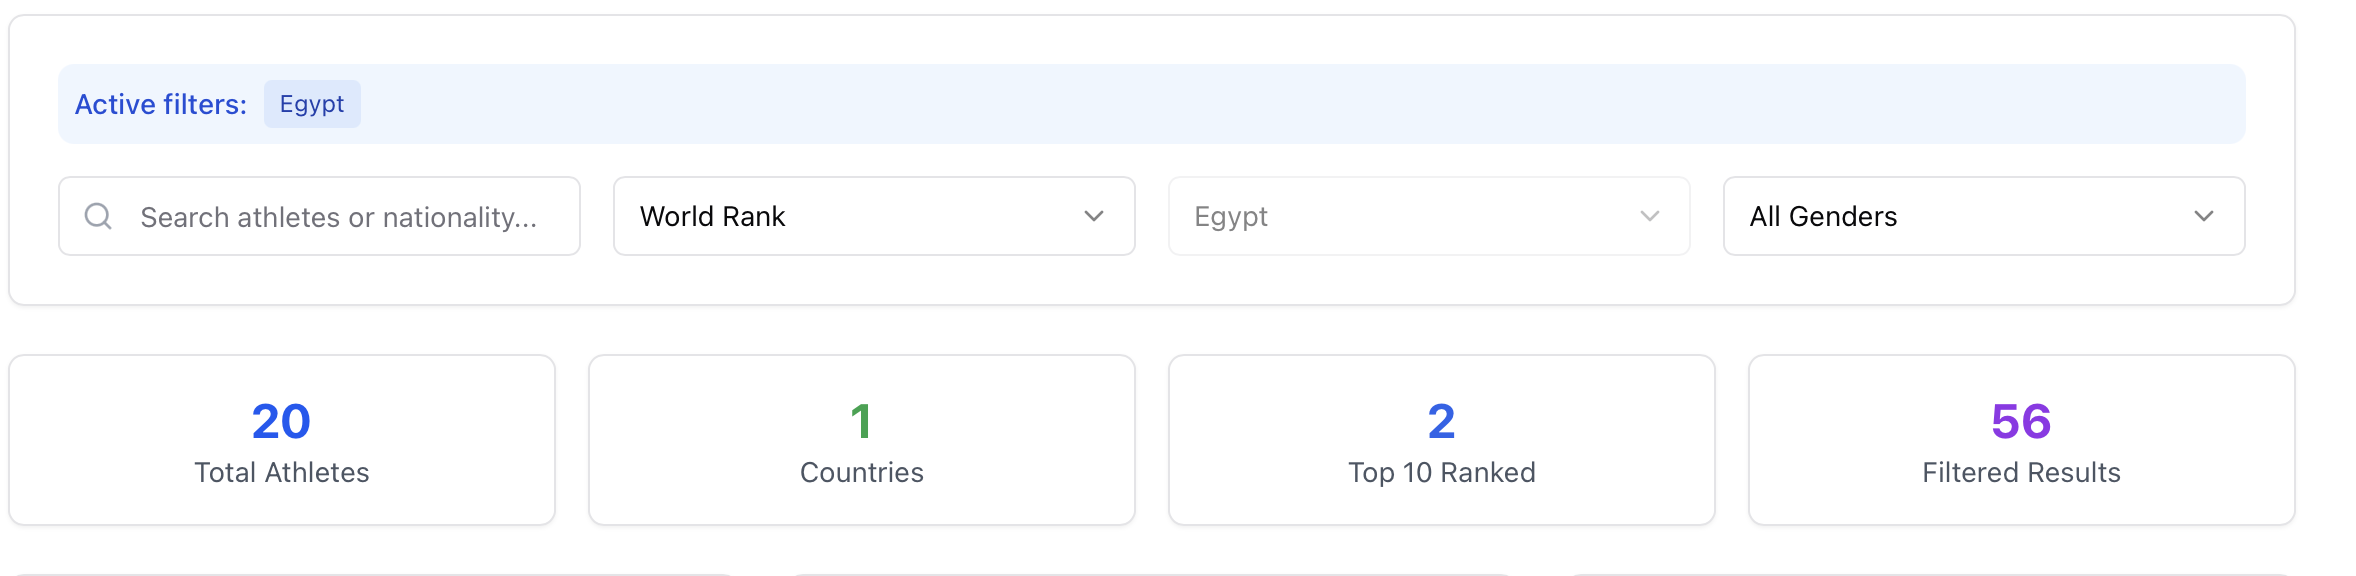 Active filters: Egypt
Search athletes or nationality...
World Rank
Egypt
All Genders
20
Total Athletes
1
Countries
2
Top 10 Ranked
56
Filtered Results